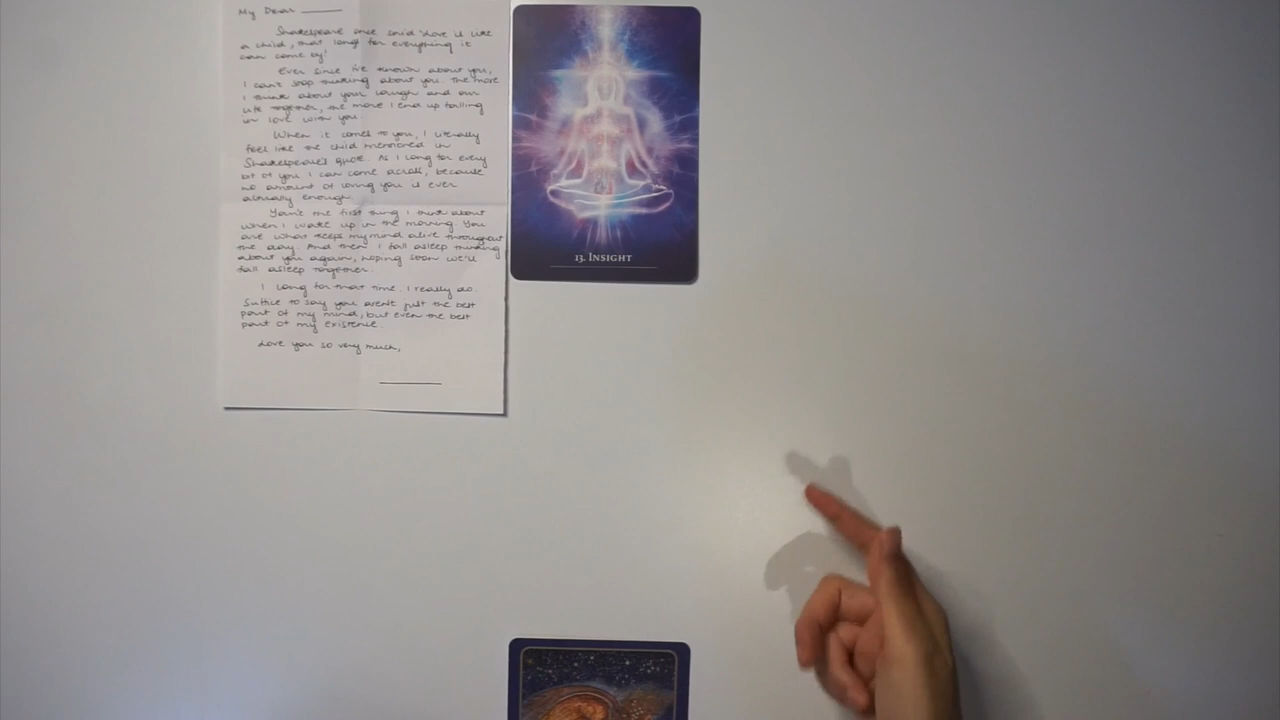 My Dear ______
Shakespeare once said 'Love is like
a child, that longs for everything it
can come by!'
Ever since I've known about you,
I can't stop thinking about you. The more
I think about your laugh and our
life together, the more I end up falling
in love with you.
When it comes to you, I literally
feel like the child mentioned in
Shakespeare's quote. As I long for every
bit of you I can come across, because
no amount of loving you is ever
actually enough.
You're the first thing I think about
when I wake up in the morning. You
are what keeps my mind alive throughout
the day. And then I fall asleep thinking
about you again, hoping soon we'll
fall asleep together.
I long for that time. I really do.
Suffice to say you aren't just the best
part of my mind, but even the best
part of my existence.
Love you so very much,
______
13. INSIGHT